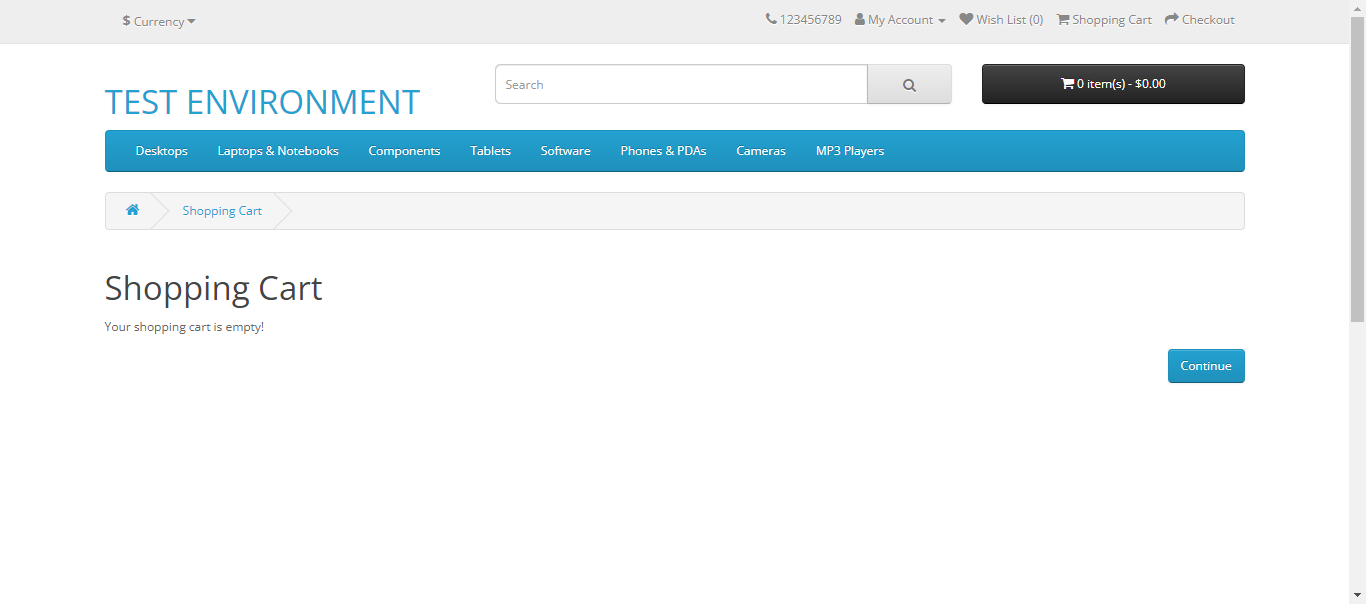 $ Currency
123456789 My Account Wish List (0) Shopping Cart Checkout
TEST ENVIRONMENT
Search
0 item(s) - $0.00
Desktops Laptops & Notebooks Components Tablets Software Phones & PDAs Cameras MP3 Players
Shopping Cart
Shopping Cart
Your shopping cart is empty!
Continue